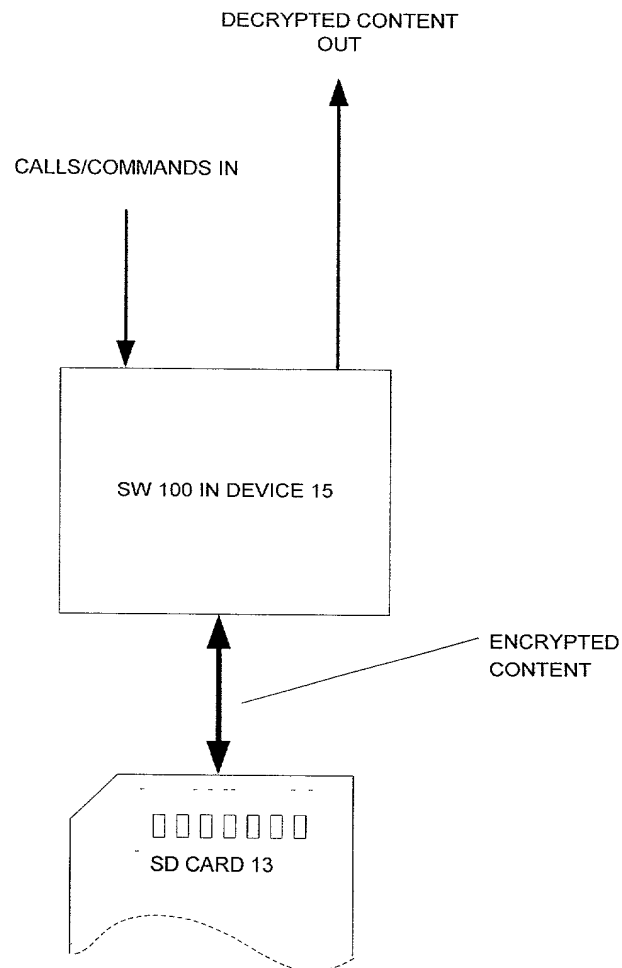 DECRYPTED CONTENT
OUT
CALLS/COMMANDS IN
SW 100 IN DEVICE 15
ENCRYPTED
CONTENT
SD CARD 13